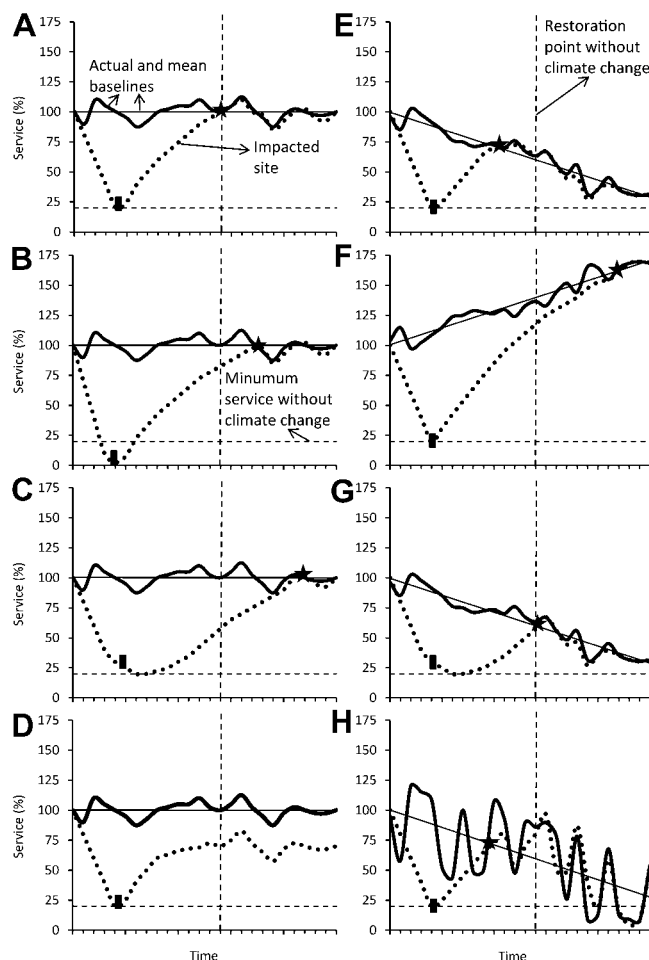 A
175
150
125
100
75
50
25
0
Service (%)
Actual and mean
baselines
Impacted
site
E
175
150
125
100
75
50
25
0
Restoration
point without
climate change
B
175
150
125
100
75
50
25
0
Service (%)
Minumum
service without
climate change
F
175
150
125
100
75
50
25
0
C
175
150
125
100
75
50
25
0
Service (%)
G
175
150
125
100
75
50
25
0
D
175
150
125
100
75
50
25
0
Service (%)
Time
H
175
150
125
100
75
50
25
0
Time